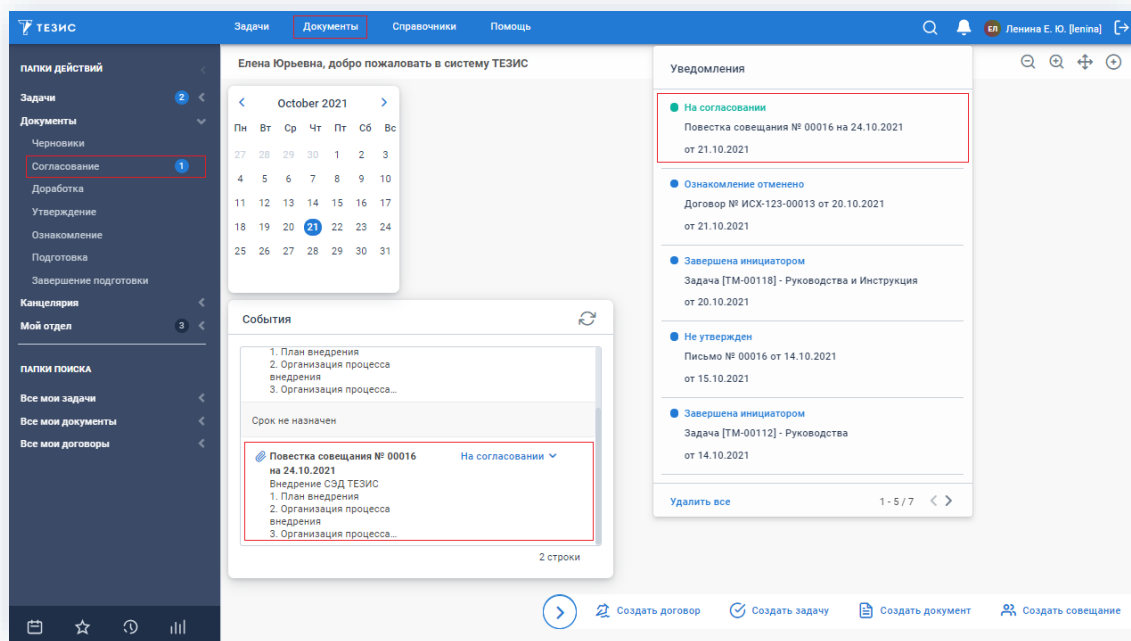 ТЕЗИС
Задачи Документы Справочники Помощь
ЕЛ Ленина Е. Ю. [lenina]
ПАПКИ ДЕЙСТВИЙ
Задачи 2
Документы
Черновики
Согласование 1
Доработка
Утверждение
Ознакомление
Подготовка
Завершение подготовки
Канцелярия
Мой отдел 3
ПАПКИ ПОИСКА
Все мои задачи
Все мои документы
Все мои договоры
Елена Юрьевна, добро пожаловать в систему ТЕЗИС
October 2021
Пн Вт Ср Чт Пт Сб Вс
27 28 29 30 1 2 3
4 5 6 7 8 9 10
11 12 13 14 15 16 17
18 19 20 21 22 23 24
25 26 27 28 29 30 31
События
1. План внедрения
2. Организация процесса
внедрения
3. Организация процесса...
Срок не назначен
Повестка совещания № 00016 На согласовании
на 24.10.2021
Внедрение СЭД ТЕЗИС
1. План внедрения
2. Организация процесса
внедрения
3. Организация процесса...
2 строки
Уведомления
На согласовании
Повестка совещания № 00016 на 24.10.2021
от 21.10.2021
Ознакомление отменено
Договор № ИСХ-123-00013 от 20.10.2021
от 21.10.2021
Завершена инициатором
Задача [ТМ-00118] - Руководства и Инструкция
от 20.10.2021
Не утвержден
Письмо № 00016 от 14.10.2021
от 15.10.2021
Завершена инициатором
Задача [ТМ-00112] - Руководства
от 14.10.2021
Удалить все 1 - 5 / 7
Создать договор Создать задачу Создать документ Создать совещание